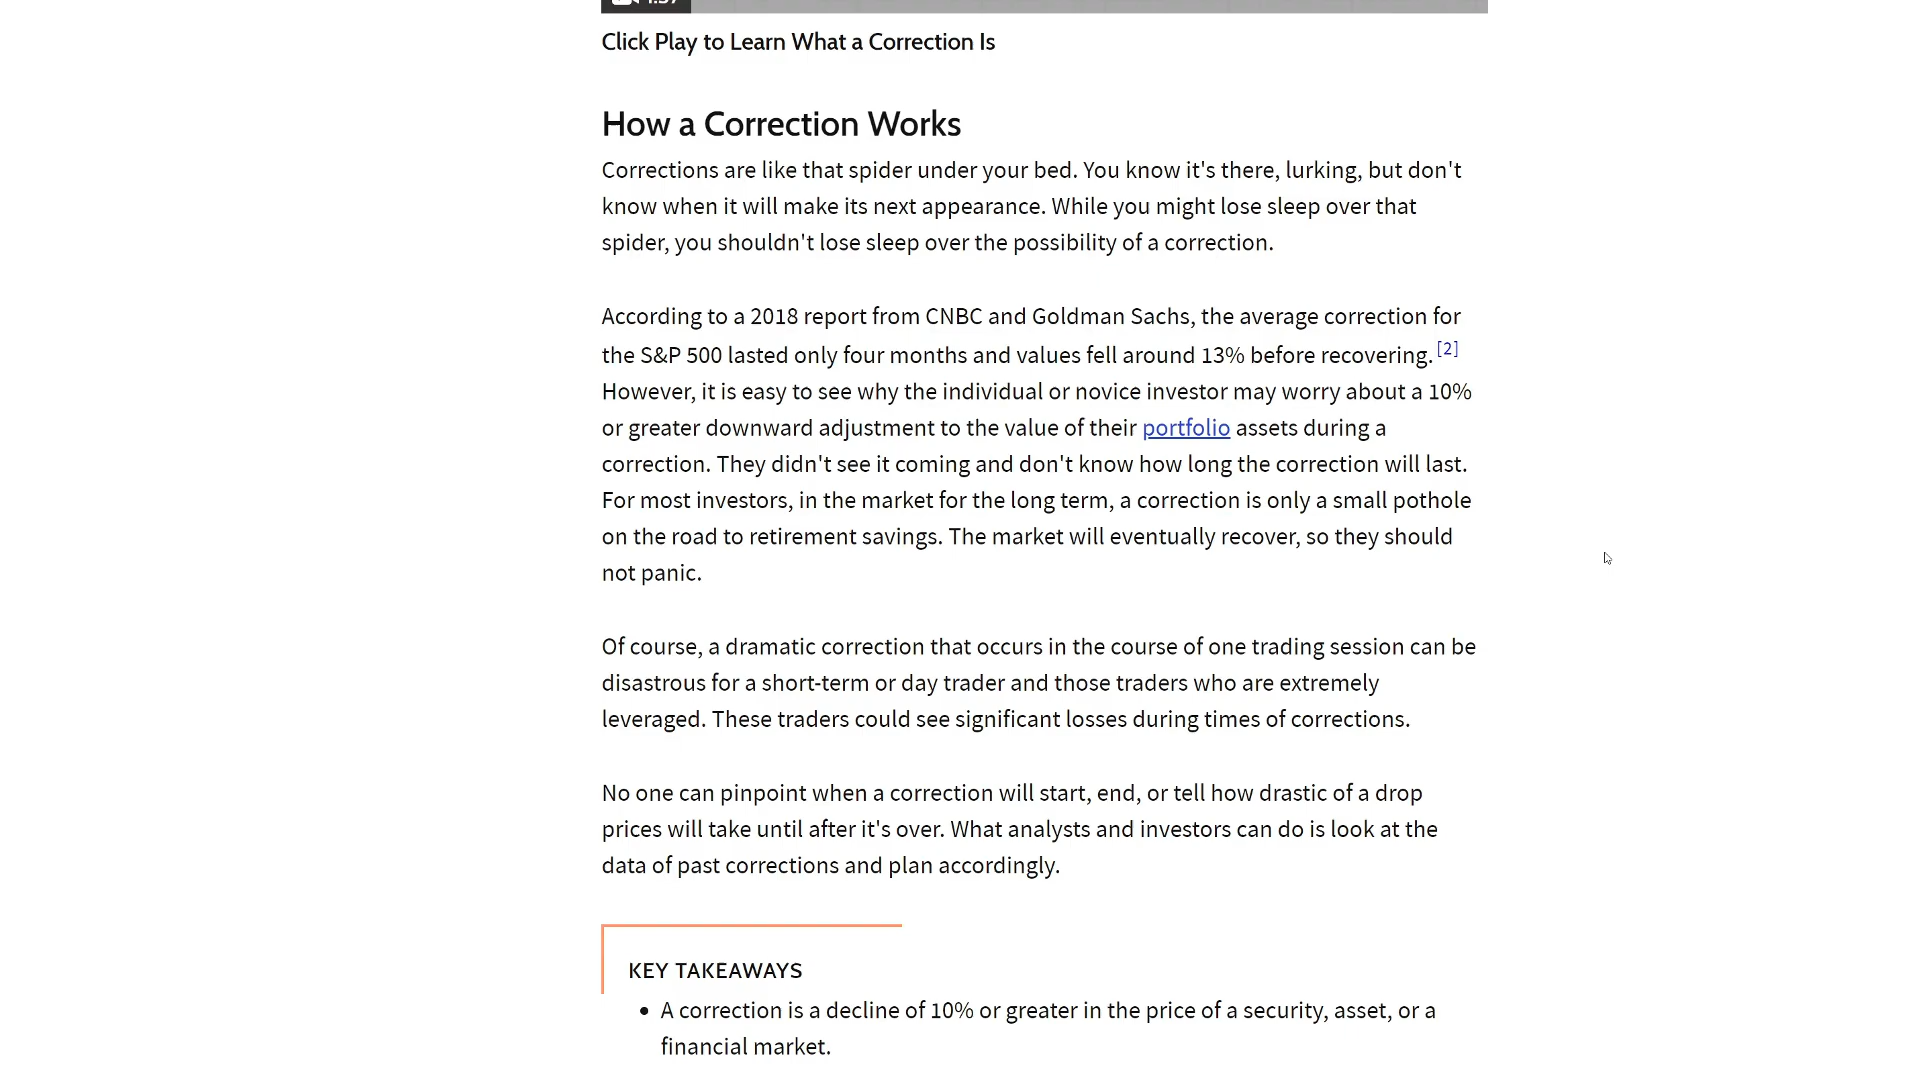 Click Play to Learn What a Correction Is
How a Correction Works
Corrections are like that spider under your bed. You know it's there, lurking, but don't
know when it will make its next appearance. While you might lose sleep over that
spider, you shouldn't lose sleep over the possibility of a correction.
According to a 2018 report from CNBC and Goldman Sachs, the average correction for
the S&P 500 lasted only four months and values fell around 13% before recovering. [2]
However, it is easy to see why the individual or novice investor may worry about a 10%
or greater downward adjustment to the value of their portfolio assets during a
correction. They didn't see it coming and don't know how long the correction will last.
For most investors, in the market for the long term, a correction is only a small pothole
on the road to retirement savings. The market will eventually recover, so they should
not panic.
Of course, a dramatic correction that occurs in the course of one trading session can be
disastrous for a short-term or day trader and those traders who are extremely
leveraged. These traders could see significant losses during times of corrections.
No one can pinpoint when a correction will start, end, or tell how drastic of a drop
prices will take until after it's over. What analysts and investors can do is look at the
data of past corrections and plan accordingly.
KEY TAKEAWAYS
• A correction is a decline of 10% or greater in the price of a security, asset, or a
financial market.